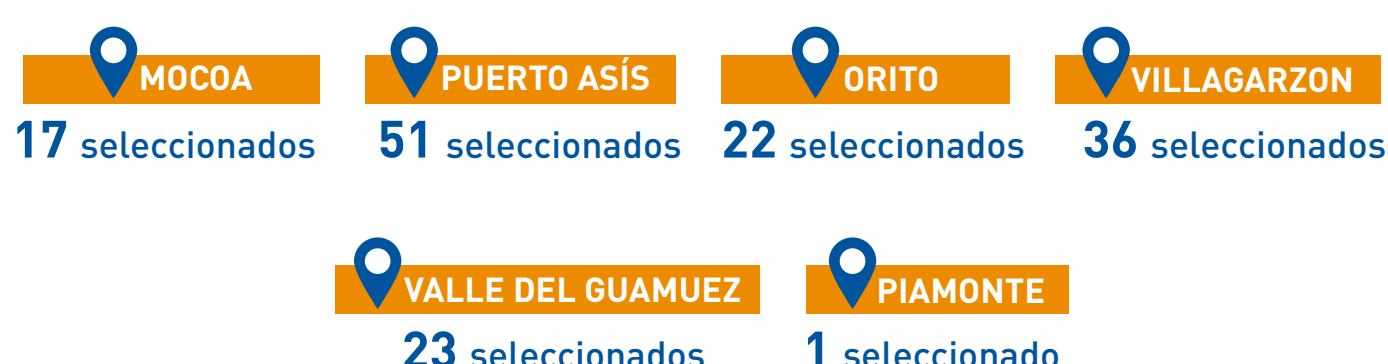 MOCOA
17 seleccionados
PUERTO ASÍS
51 seleccionados
ORITO
22 seleccionados
VILLAGARZON
36 seleccionados
VALLE DEL GUAMUEZ
23 seleccionados
PIAMONTE
1 seleccionado